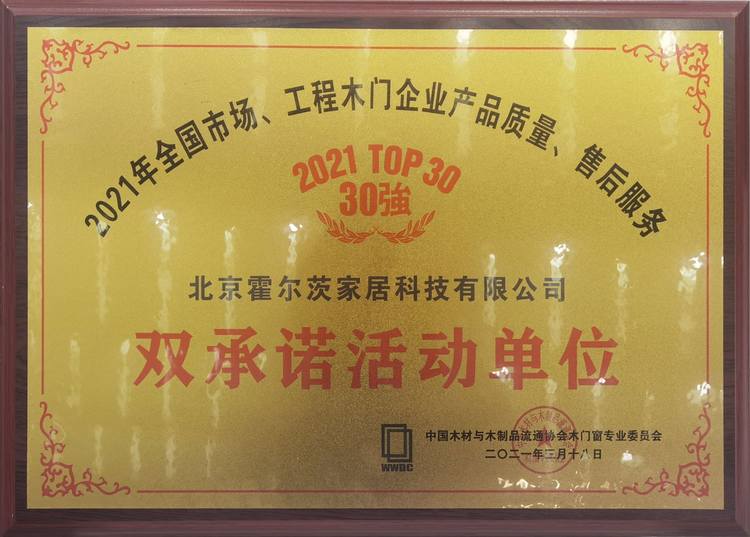 2021年全国市场、工程木门企业产品质量、售后服务
2021 TOP 30
30強
北京霍尔茨家居科技有限公司
双承诺活动单位
WWDC
中国木材与木制品流通协会木门窗专业委员会
二〇二一年三月十八日